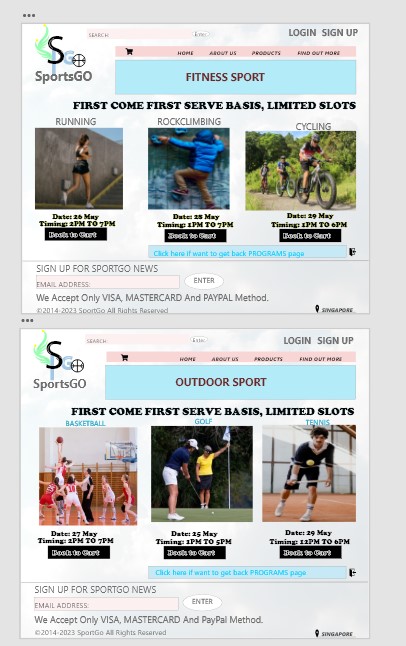 SEARCH
Enter
LOGIN SIGN UP
HOME ABOUT US PRODUCTS FIND OUT MORE
SportsGO
FITNESS SPORT
FIRST COME FIRST SERVE BASIS, LIMITED SLOTS
RUNNING ROCKCLIMBING CYCLING
Date: 26 May Date: 28 May Date: 29 May
Timing: 2PM TO 7PM Timing: 1PM TO 7PM Timing: 1PM TO 6PM
Book to Cart Book to Cart Book to Cart
Click here if want to get back PROGRAMS page
SIGN UP FOR SPORTGO NEWS
EMAIL ADDRESS: ENTER
We Accept Only VISA, MASTERCARD And PAYPAL Method.
©2014-2023 SportGo All Rights Reserved SINGAPORE
SEARCH
Enter
LOGIN SIGN UP
HOME ABOUT US PRODUCTS FIND OUT MORE
SportsGO
OUTDOOR SPORT
FIRST COME FIRST SERVE BASIS, LIMITED SLOTS
BASKETBALL GOLF TENNIS
Date: 27 May Date: 25 May Date: 29 May
Timing: 2PM TO 7PM Timing: 1PM TO 5PM Timing: 12PM TO 6PM
Book to Cart Book to Cart Book to Cart
Click here if want to get back PROGRAMS page
SIGN UP FOR SPORTGO NEWS
EMAIL ADDRESS: ENTER
We Accept Only VISA, MASTERCARD And PayPal Method.
©2014-2023 SportGo All Rights Reserved SINGAPORE